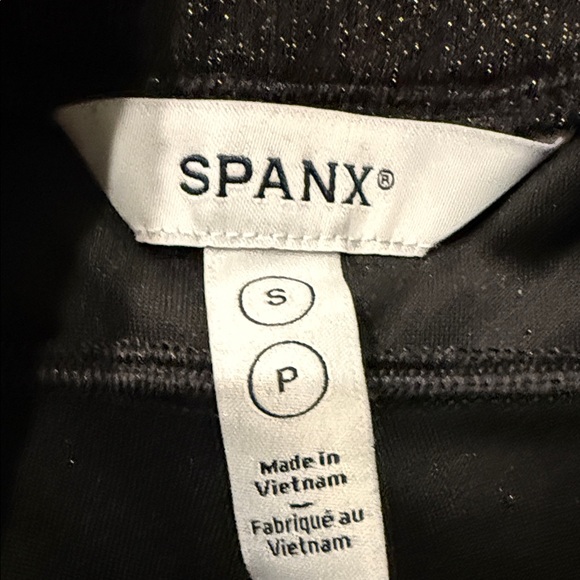 SPANX®
S
P
Made in
Vietnam
Fabriqué au
Vietnam